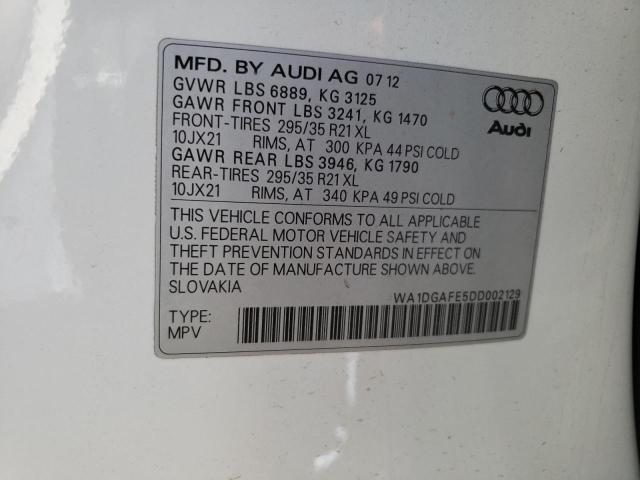 MFD. BY AUDI AG 07 12
GVWR LBS 6889, KG 3125
GAWR FRONT LBS 3241, KG 1470
FRONT-TIRES 295/35 R21 XL
10JX21 RIMS, AT 300 KPA 44 PSI COLD
GAWR REAR LBS 3946, KG 1790
REAR-TIRES 295/35 R21 XL
10JX21 RIMS, AT 340 KPA 49 PSI COLD
Audi
THIS VEHICLE CONFORMS TO ALL APPLICABLE
U.S. FEDERAL MOTOR VEHICLE SAFETY AND
THEFT PREVENTION STANDARDS IN EFFECT ON
THE DATE OF MANUFACTURE SHOWN ABOVE.
SLOVAKIA
WA1DGAFE5DD002129
TYPE:
MPV